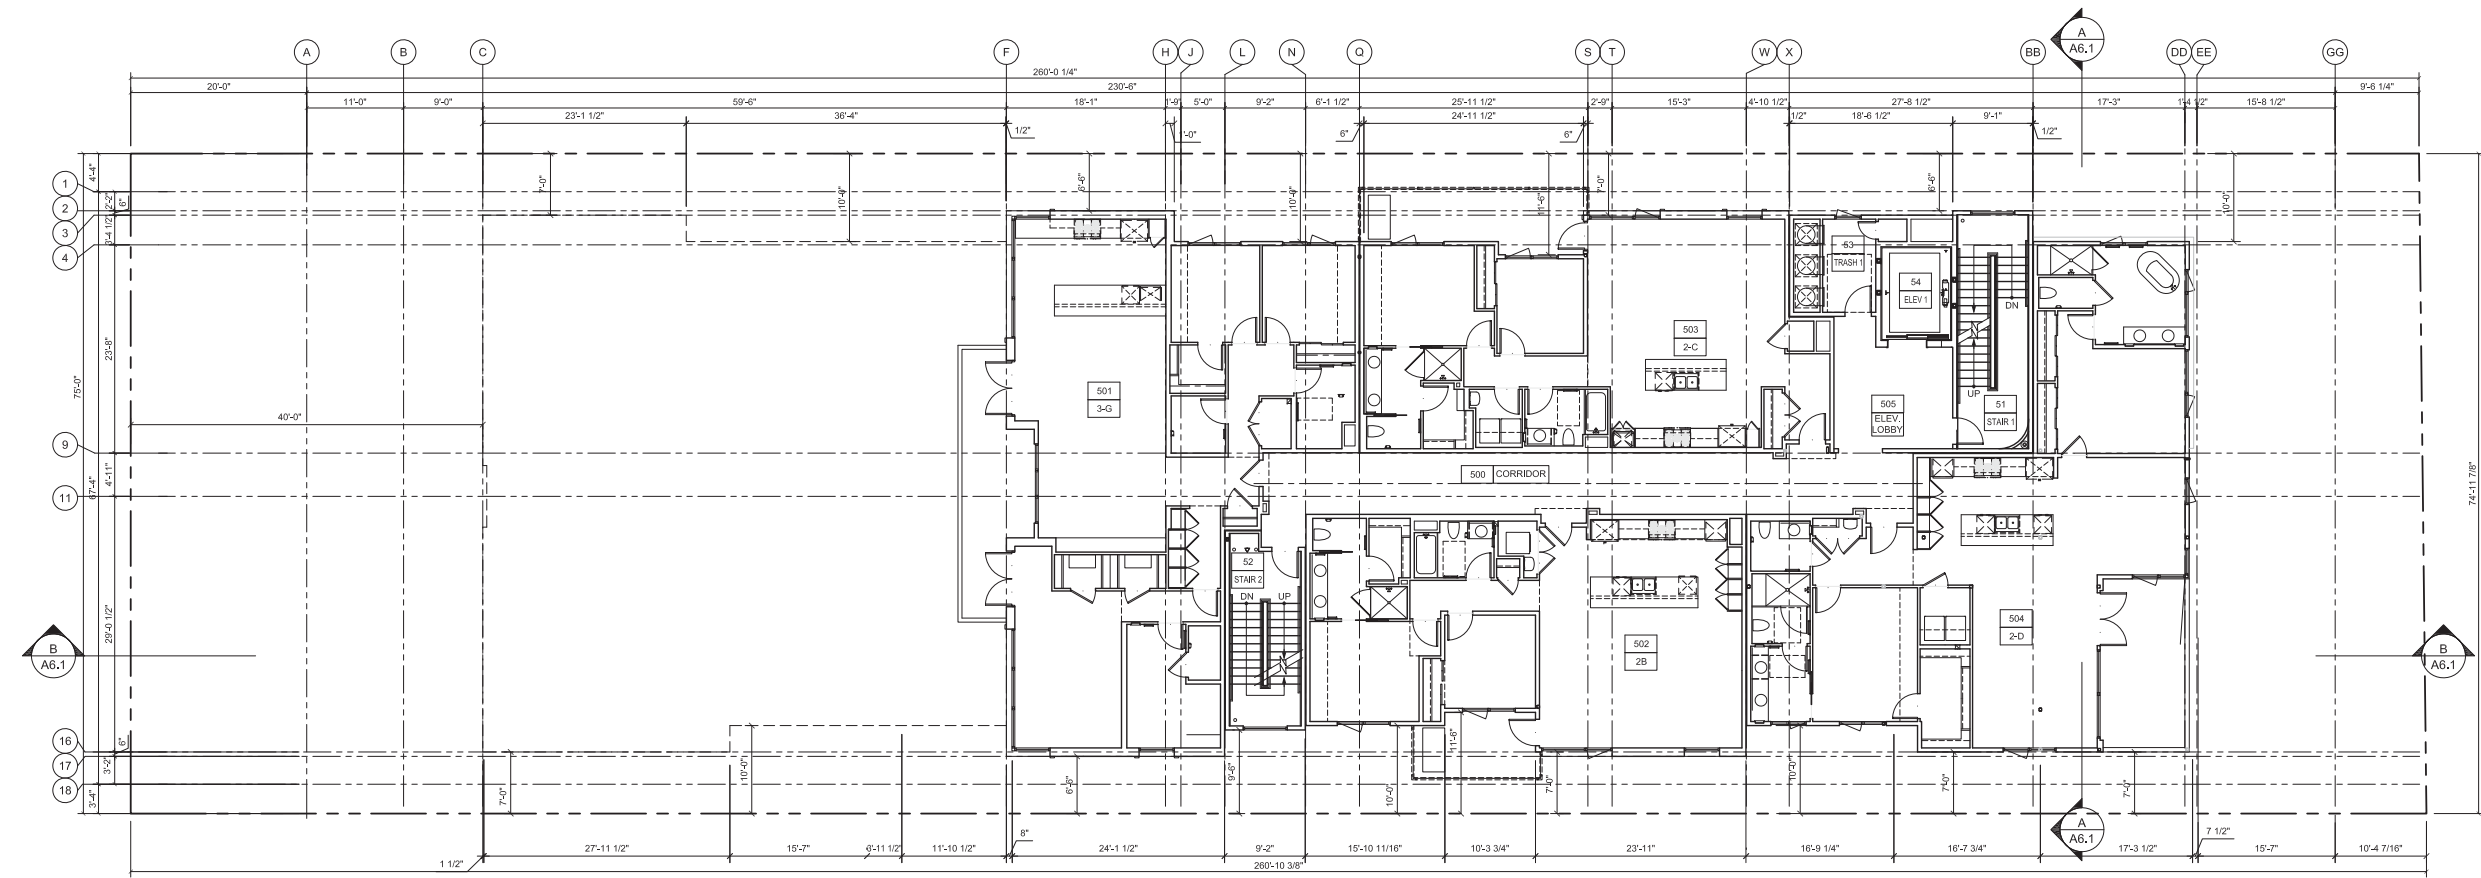 A
A6.1
A
B
C
F
H
J
L
N
Q
S
T
W
X
BB
DD
EE
GG
260'-0 1/4"
20'-0"
230'-6"
9'-6 1/4"
11'-0"
9'-0"
59'-6"
18'-1"
1'-9"
5'-0"
9'-2"
6'-1 1/2"
25'-11 1/2"
2'-9"
15'-3"
4'-10 1/2"
27'-8 1/2"
17'-3"
1'-4 1/2"
15'-8 1/2"
23'-1 1/2"
36'-4"
1/2"
1'-0"
6"
24'-11 1/2"
6"
1/2"
18'-6 1/2"
9'-1"
1/2"
1
2
3
4
9
11
16
17
18
4'-4"
2'-2"
6"
3'-4 1/2"
23'-8"
75'-0"
67'-4"
4'-11"
29'-0 1/2"
6"
3'-2"
3'-4"
40'-0"
7'-0"
10'-0"
6'-6"
10'-0"
11'-6"
7'-0"
6'-6"
10'-0"
74'-11 7/8"
53
TRASH 1
54
ELEV 1
DN
UP
51
STAIR 1
505
ELEV.
LOBBY
503
2-C
501
3-G
500 CORRIDOR
52
STAIR 2
DN
UP
502
2B
504
2-D
B
A6.1
B
A6.1
7'-0"
10'-0"
6'-6"
9'-6"
10'-0"
11'-6"
7'-0"
10'-0"
7'-0"
7'-0"
A
A6.1
1 1/2"
27'-11 1/2"
15'-7"
11'-10 1/2"
8"
24'-1 1/2"
9'-2"
15'-10 11/16"
10'-3 3/4"
23'-11"
16'-9 1/4"
16'-7 3/4"
17'-3 1/2"
7 1/2"
15'-7"
10'-4 7/16"
260'-10 3/8"